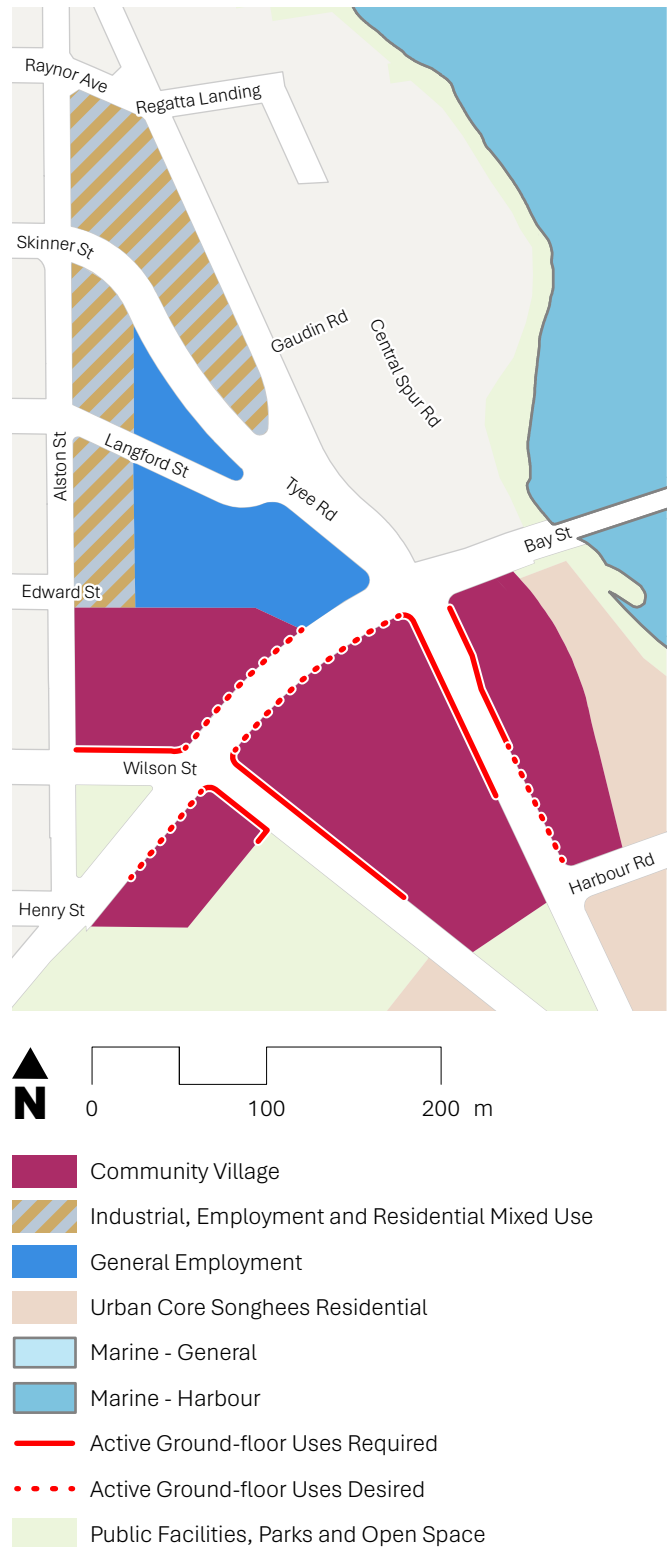 Raynor Ave
Regatta Landing
Skinner St
Gaudin Rd
Central Spur Rd
Alston St
Langford St
Tyee Rd
Bay St
Edward St
Wilson St
Harbour Rd
Henry St
N
0 100 200 m
Community Village
Industrial, Employment and Residential Mixed Use
General Employment
Urban Core Songhees Residential
Marine - General
Marine - Harbour
Active Ground-floor Uses Required
Active Ground-floor Uses Desired
Public Facilities, Parks and Open Space